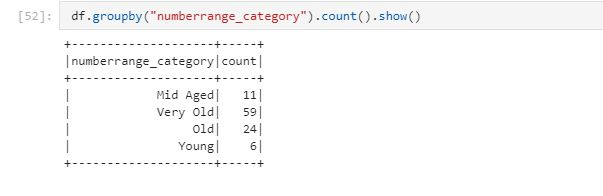 [52]: df.groupby("numberrange_category").count().show()
+-------------------+-----+
|numberrange_category|count|
+-------------------+-----+
|            Mid Aged|   11|
|            Very Old|   59|
|                 Old|   24|
|               Young|    6|
+-------------------+-----+